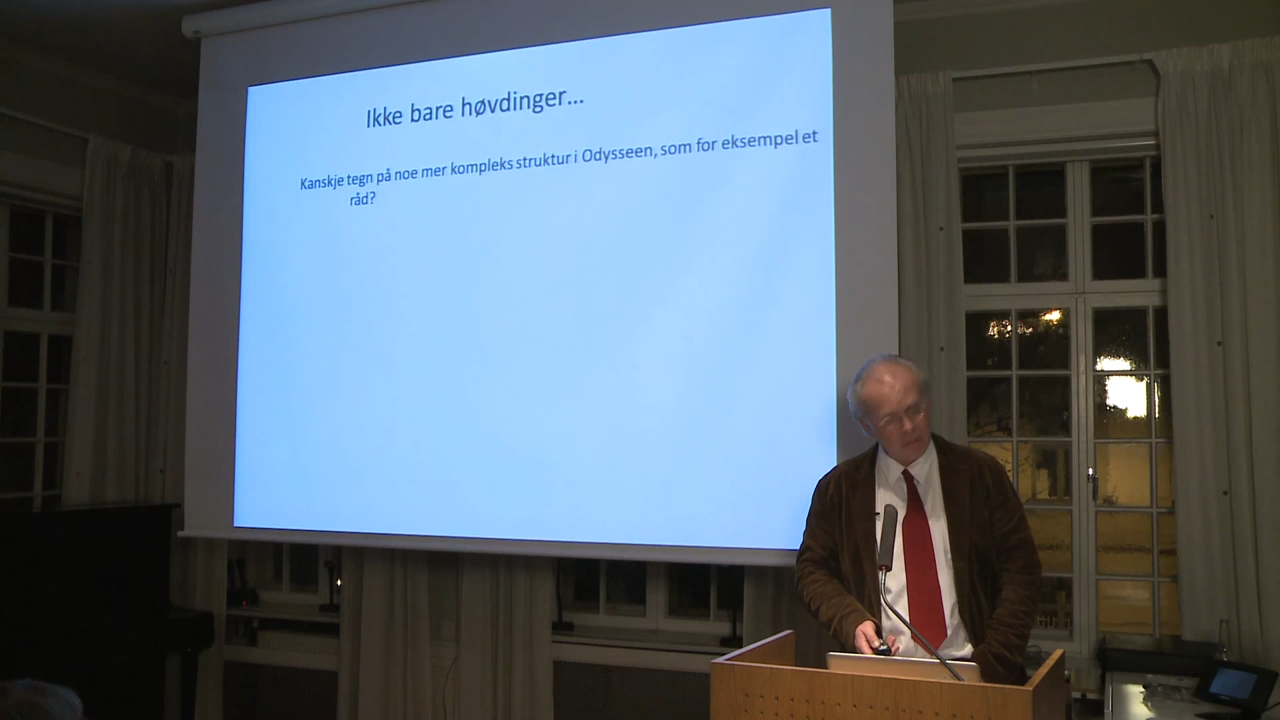 Ikke bare høvdinger...
Kanskje tegn på noe mer kompleks struktur i Odysseen, som for eksempel et
råd?